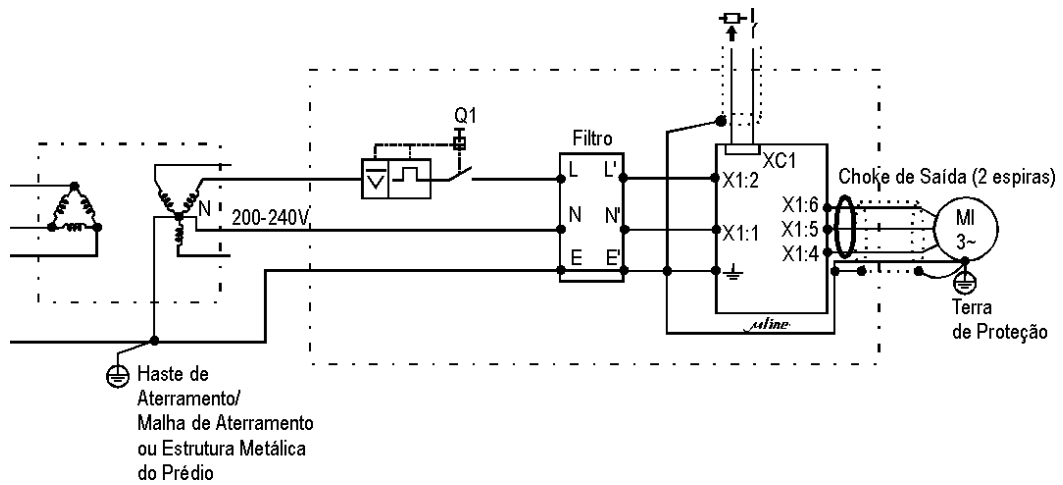 Q1
Filtro
L
L'
N
N'
E
E'
N
200-240V
XC1
X1:2
X1:1
X1:6
X1:5
X1:4
µline
Choke de Saída (2 espiras)
MI
3~
Terra
de Proteção
Haste de
Aterramento/
Malha de Aterramento
ou Estrutura Metálica
do Prédio